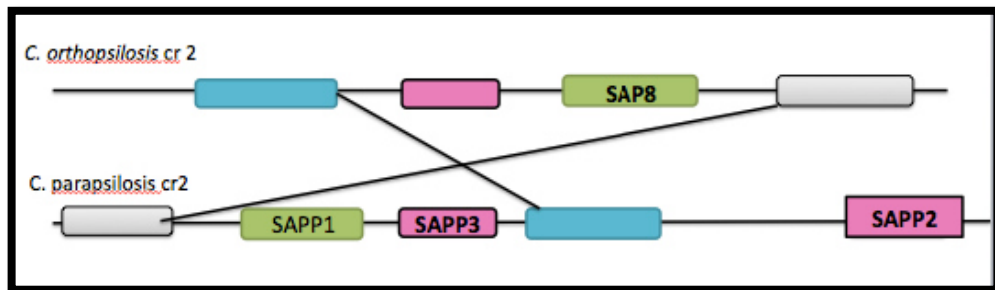 C. orthopsilosis cr 2
SAP8
C. parapsilosis cr2
SAPP1 SAPP3 SAPP2